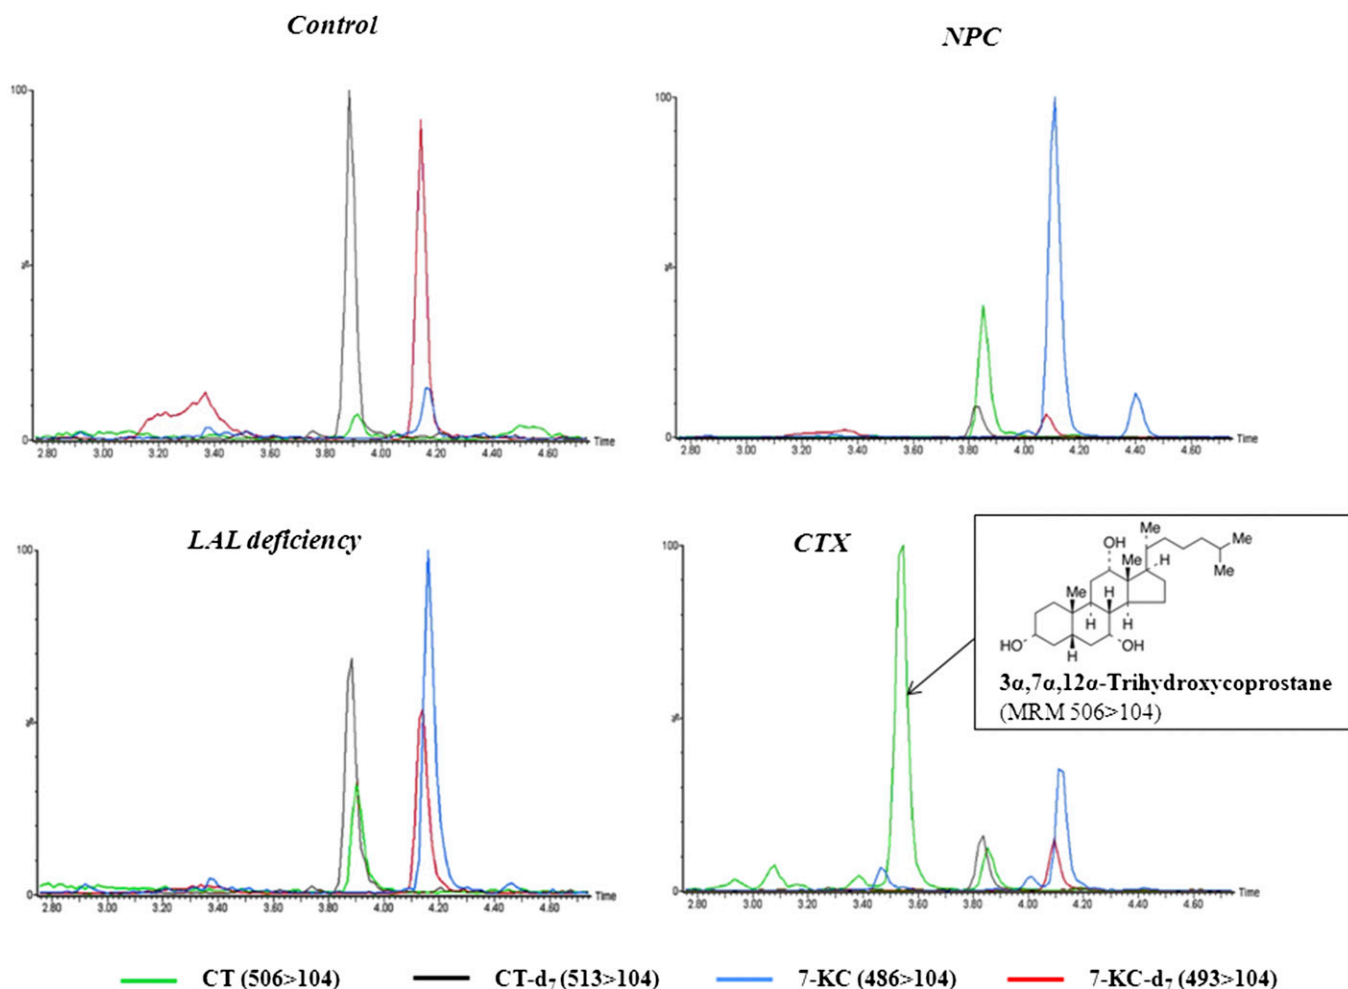 Control
NPC
100
%
0
2.80 3.00 3.20 3.40 3.60 3.80 4.00 4.20 4.40 4.60 Time
100
%
0
2.80 3.00 3.20 3.40 3.60 3.80 4.00 4.20 4.40 4.60 Time
LAL deficiency
CTX
100
%
0
2.80 3.00 3.20 3.40 3.60 3.80 4.00 4.20 4.40 4.60 Time
100
%
0
2.80 3.00 3.20 3.40 3.60 3.80 4.00 4.20 4.40 4.60 Time
Me
OH
Me
Me
H
Me
Me
H
H
H
HO
OH
H
3α,7α,12α-Trihydroxycoprostane
(MRM 506>104)
CT (506>104) CT-d₇ (513>104) 7-KC (486>104) 7-KC-d₇ (493>104)